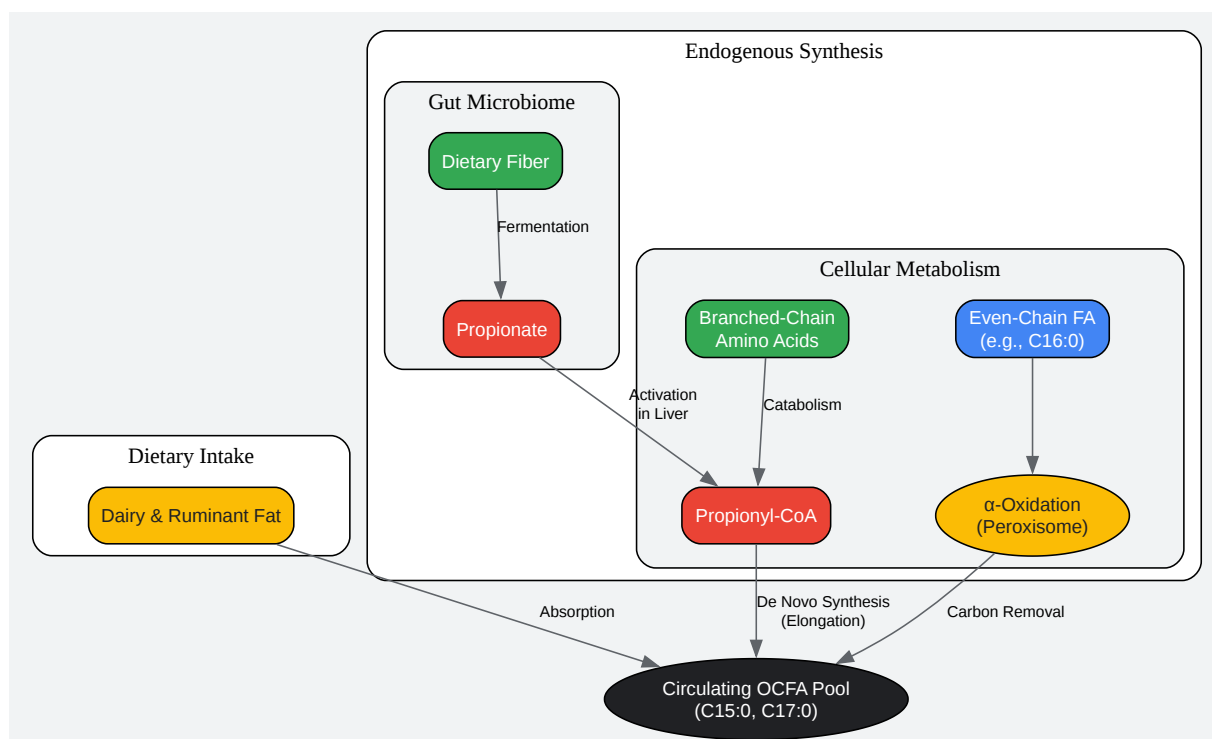 Endogenous Synthesis
Gut Microbiome
Dietary Fiber
Fermentation
Cellular Metabolism
Propionate
Branched-Chain
Amino Acids
Even-Chain FA
(e.g., C16:0)
Activation
in Liver
Catabolism
Dietary Intake
Dairy & Ruminant Fat
Propionyl-CoA
α-Oxidation
(Peroxisome)
Absorption
De Novo Synthesis
(Elongation)
Carbon Removal
Circulating OCFA Pool
(C15:0, C17:0)